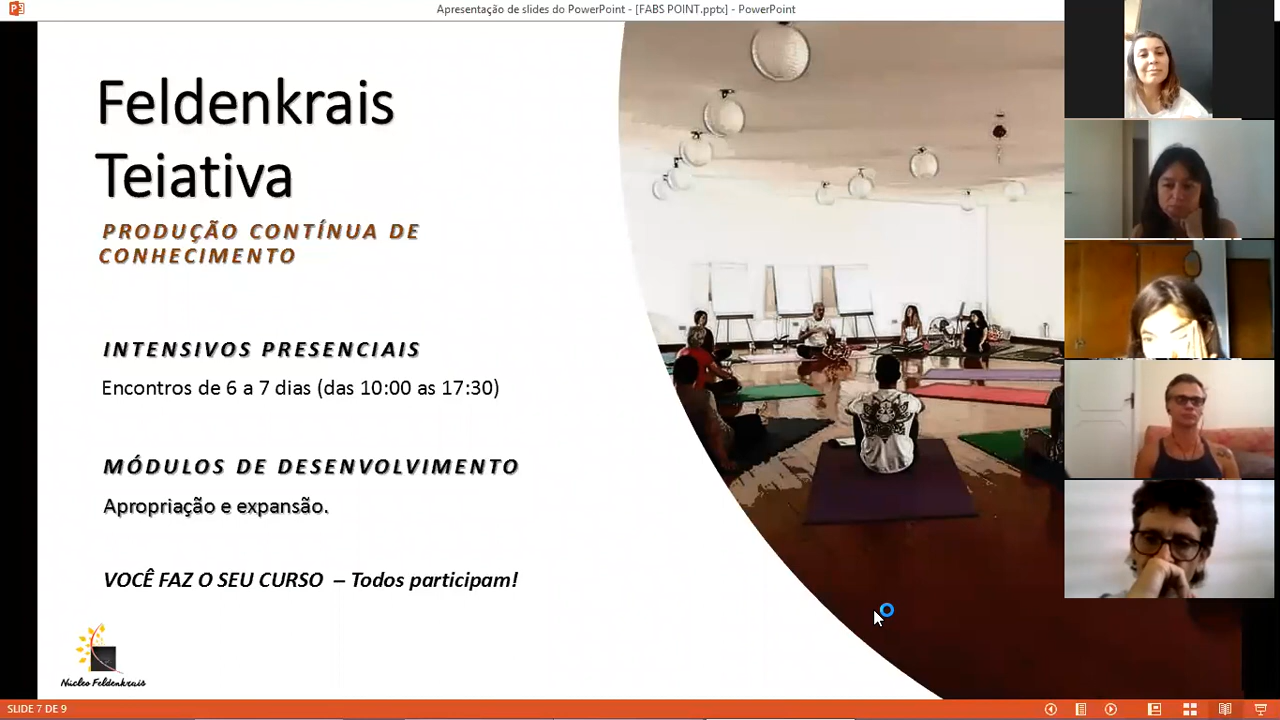 Apresentação de slides do PowerPoint - [FABS POINT.pptx] - PowerPoint
Feldenkrais
Teiativa
PRODUÇÃO CONTÍNUA DE
CONHECIMENTO
INTENSIVOS PRESENCIAIS
Encontros de 6 a 7 dias (das 10:00 as 17:30)
MÓDULOS DE DESENVOLVIMENTO
Apropriação e expansão.
VOCÊ FAZ O SEU CURSO – Todos participam!
Núcleo Feldenkrais
SLIDE 7 DE 9